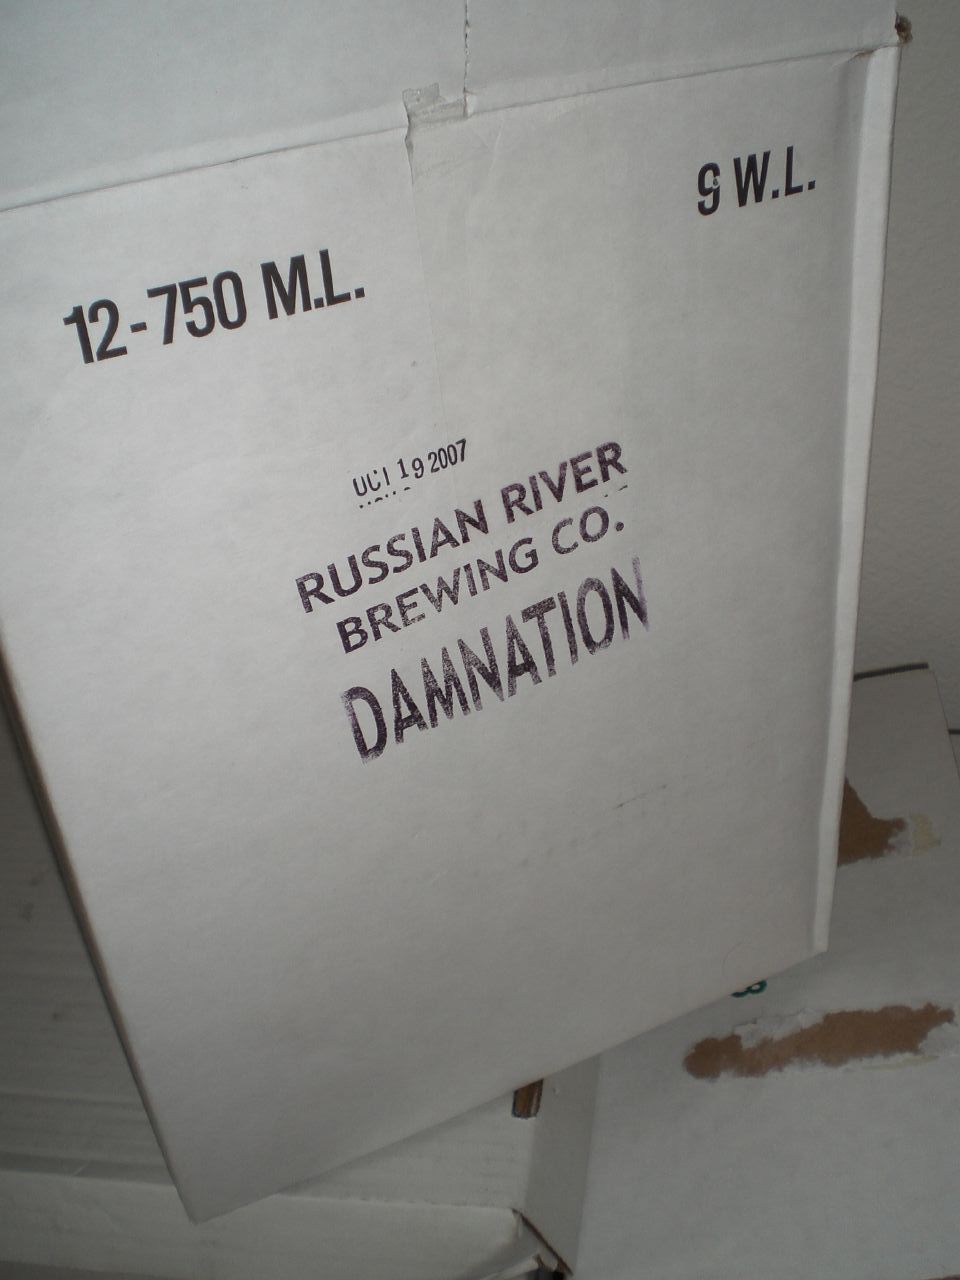 9 W.L.
12-750 M.L.
OCT 19 2007
RUSSIAN RIVER
BREWING CO.
DAMNATION